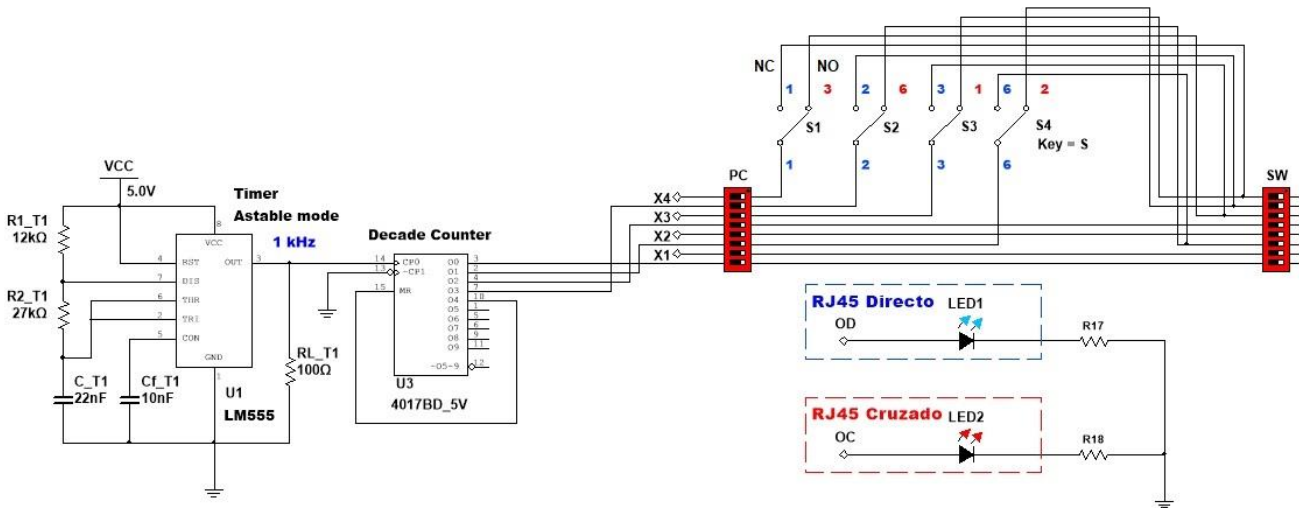 VCC
5.0V
R1_T1
12kΩ
R2_T1
27kΩ
C_T1
22nF
Cf_T1
10nF
Timer
Astable mode
1 kHz
8
VCC
4
RST
OUT
3
7
DIS
6
THR
2
TRI
5
CON
GND
1
U1
LM555
RL_T1
100Ω
Decade Counter
14
CP0
13
-CP1
15
MR
O0
3
O1
2
O2
4
O3
7
O4
10
O5
1
O6
5
O7
6
O8
9
O9
11
-O5-9
12
U3
4017BD_5V
X4
X3
X2
X1
PC
NC
NO
1
3
2
6
3
1
6
2
S1
S2
S3
S4
Key = S
1
2
3
6
SW
RJ45 Directo
LED1
OD
R17
RJ45 Cruzado
LED2
OC
R18